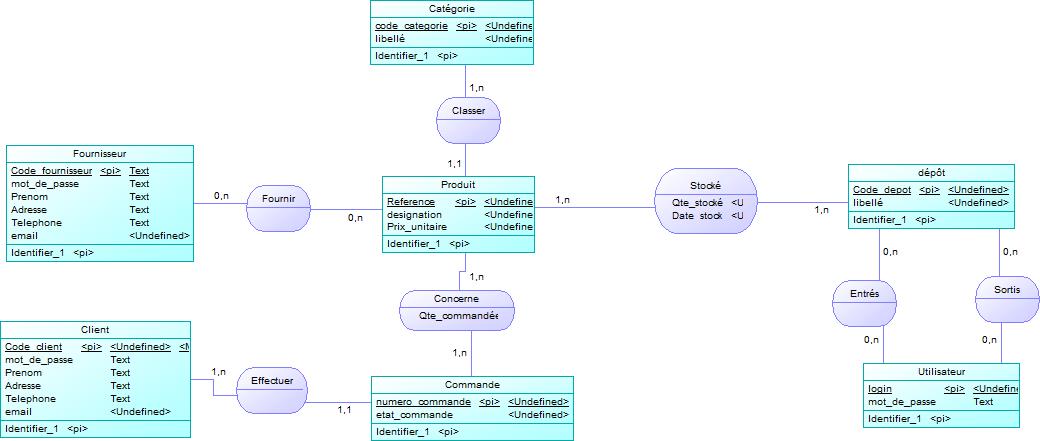 Catégorie
code_categorie <pi> <Undefine
libellé <Undefine
Identifier_1 <pi>
1,n
Classer
1,1
Fournisseur
Code_fournisseur <pi> Text
mot_de_passe Text
Prenom Text
Adresse Text
Telephone Text
email <Undefined>
Identifier_1 <pi>
0,n
Fournir
0,n
Produit
Reference <pi> <Undefine
designation <Undefine
Prix_unitaire <Undefine
Identifier_1 <pi>
1,n
Stocké
Qte_stocké <U
Date_stock <U
1,n
dépôt
Code_depot <pi> <Undefined>
libellé <Undefined>
Identifier_1 <pi>
1,n
Concerne
Qte_commandée
1,n
0,n
0,n
Entrés
Sortis
0,n
0,n
Client
Code_client <pi> <Undefined> <M
mot_de_passe Text
Prenom Text
Adresse Text
Telephone Text
email <Undefined>
Identifier_1 <pi>
1,n
Effectuer
1,1
Commande
numero_commande <pi> <Undefined>
etat_commande <Undefined>
Identifier_1 <pi>
Utilisateur
login <pi> <Undefine
mot_de_passe Text
Identifier_1 <pi>